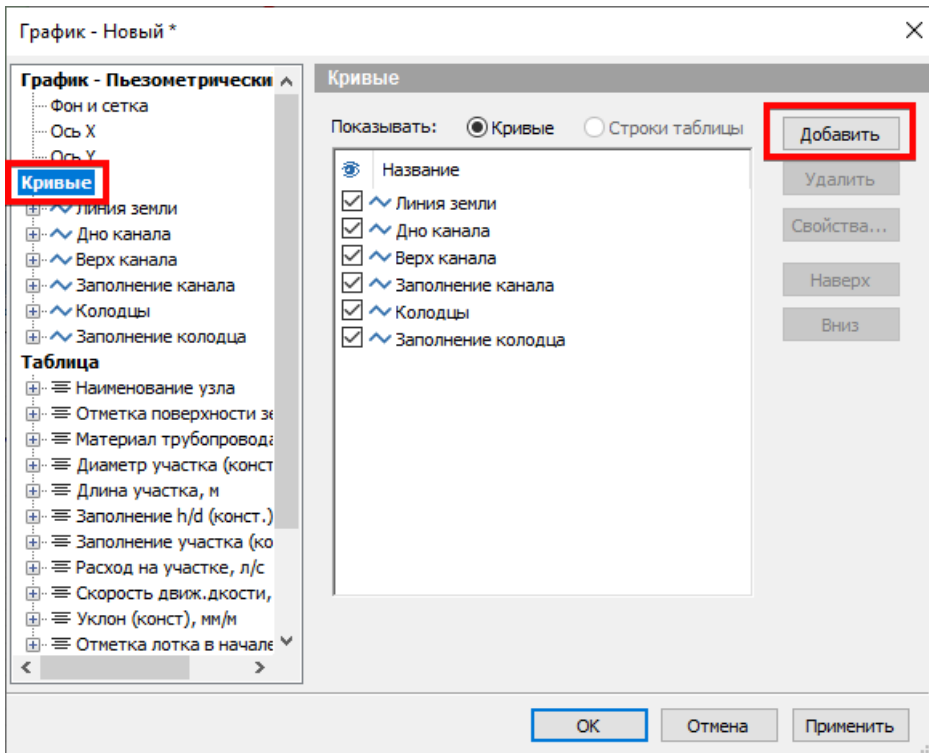 График - Новый *
График - Пьезометрически
Фон и сетка
Ось X
Ось Y
Кривые
Линия земли
Дно канала
Верх канала
Заполнение канала
Колодцы
Заполнение колодца
Таблица
Наименование узла
Отметка поверхности зе
Материал трубопровода
Диаметр участка (конст
Длина участка, м
Заполнение h/d (конст.)
Заполнение участка (ко
Расход на участке, л/с
Скорость движ.дкости,
Уклон (конст), мм/м
Отметка лотка в начале
Кривые
Показывать: Кривые Строки таблицы
Название
Линия земли
Дно канала
Верх канала
Заполнение канала
Колодцы
Заполнение колодца
Добавить
Удалить
Свойства...
Наверх
Вниз
OK Отмена Применить